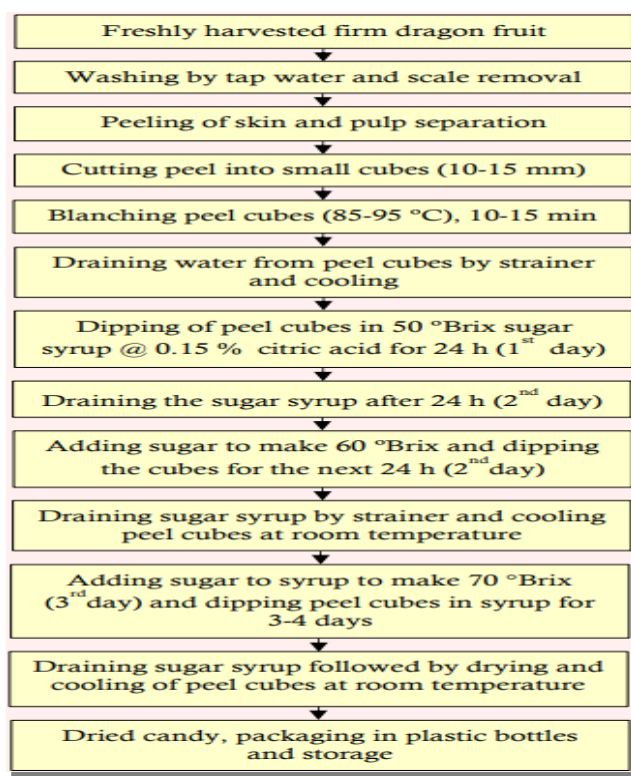 Freshly harvested firm dragon fruit
Washing by tap water and scale removal
Peeling of skin and pulp separation
Cutting peel into small cubes (10-15 mm)
Blanching peel cubes (85-95 °C), 10-15 min
Draining water from peel cubes by strainer
and cooling
Dipping of peel cubes in 50 °Brix sugar
syrup @ 0.15 % citric acid for 24 h (1st day)
Draining the sugar syrup after 24 h (2nd day)
Adding sugar to make 60 °Brix and dipping
the cubes for the next 24 h (2nd day)
Draining sugar syrup by strainer and cooling
peel cubes at room temperature
Adding sugar to syrup to make 70 °Brix
(3rd day) and dipping peel cubes in syrup for
3-4 days
Draining sugar syrup followed by drying and
cooling of peel cubes at room temperature
Dried candy, packaging in plastic bottles
and storage